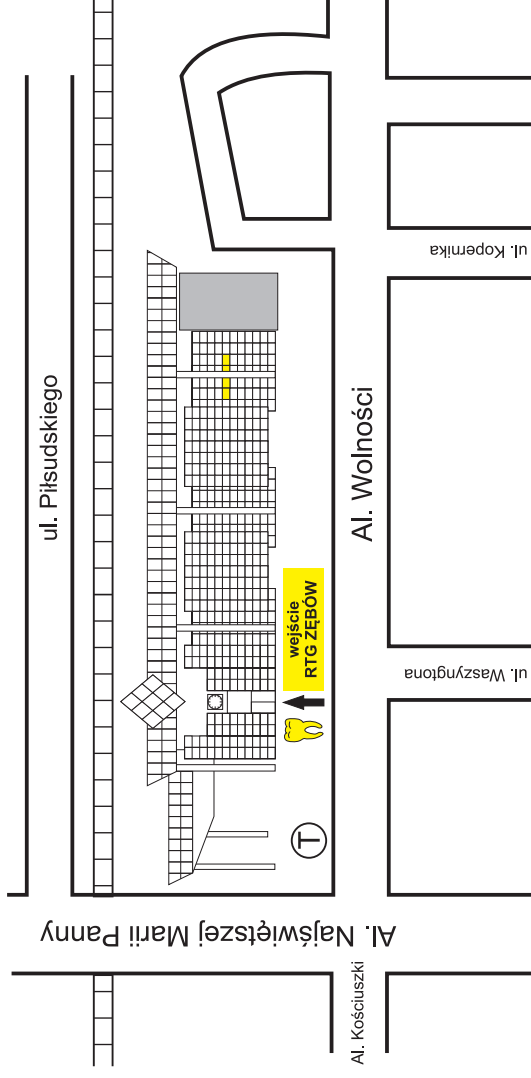 ul. Piłsudskiego
Al. Wolności
ul. Kopernika
ul. Waszyngtona
wejście
RTG ZĘBÓW
T
Al. Najświętszej Marii Panny
Al. Kościuszki